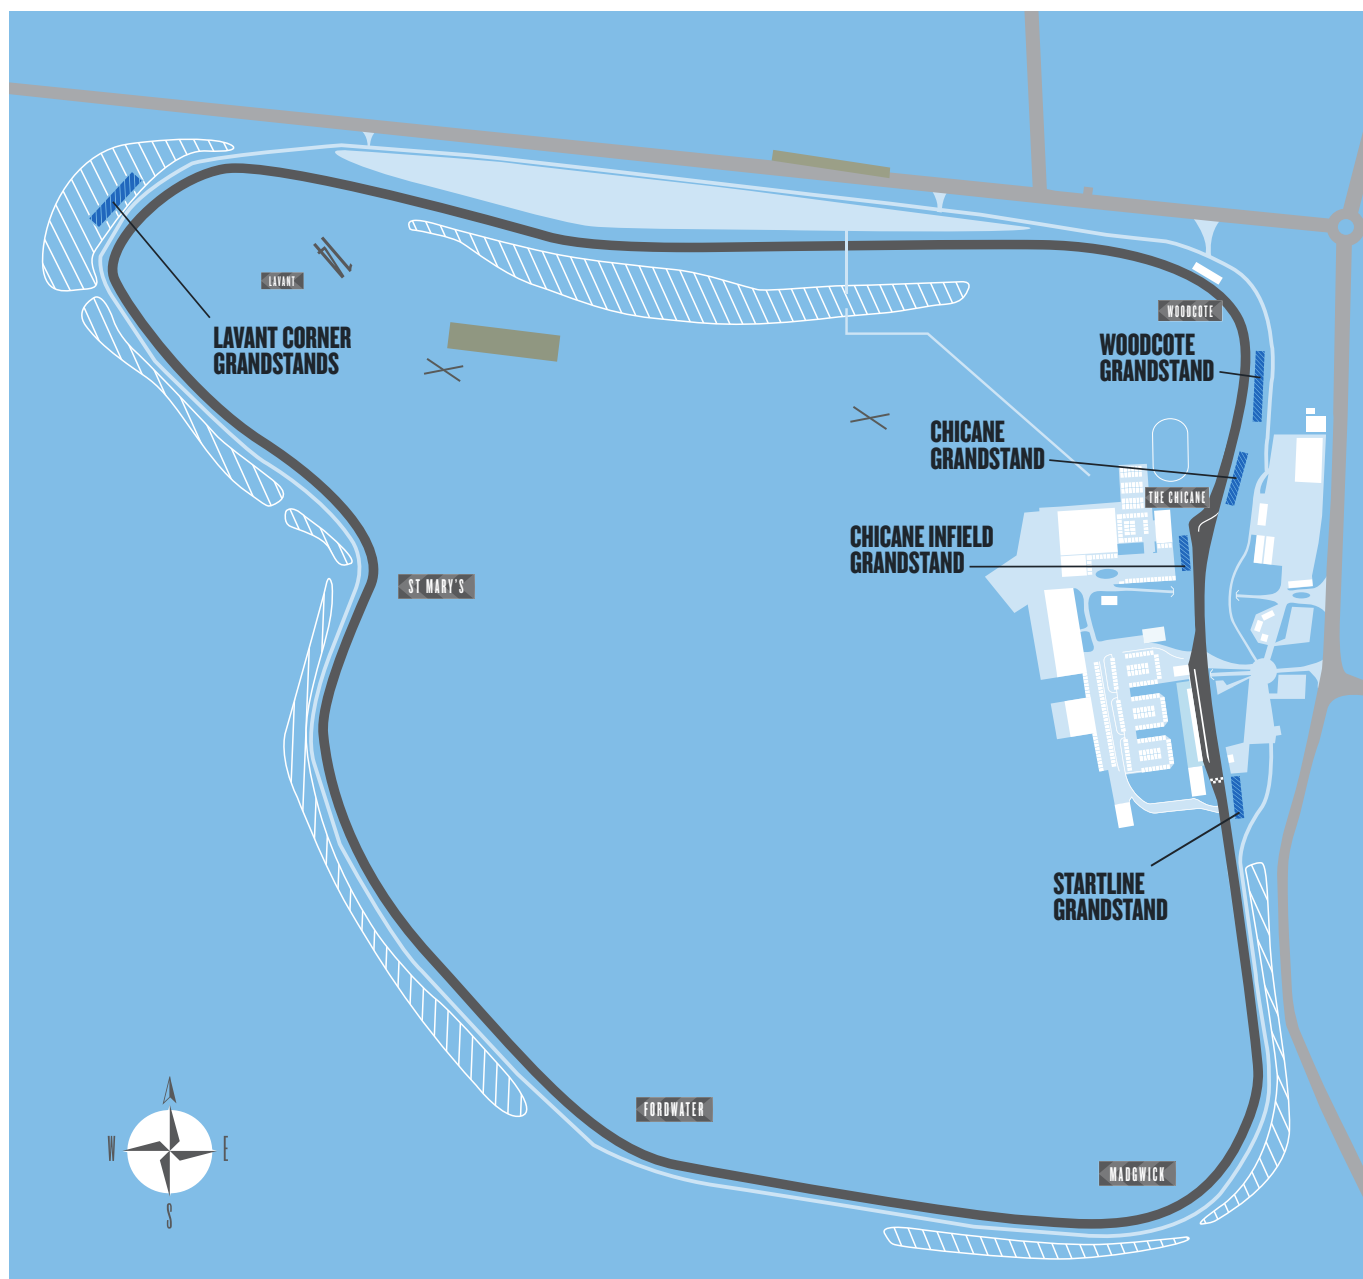 LAVANT
LAVANT CORNER
GRANDSTANDS
WOODCOTE
WOODCOTE
GRANDSTAND
CHICANE
GRANDSTAND
THE CHICANE
CHICANE INFIELD
GRANDSTAND
ST MARY'S
STARTLINE
GRANDSTAND
FORDWATER
MADGWICK
W
E
S
14